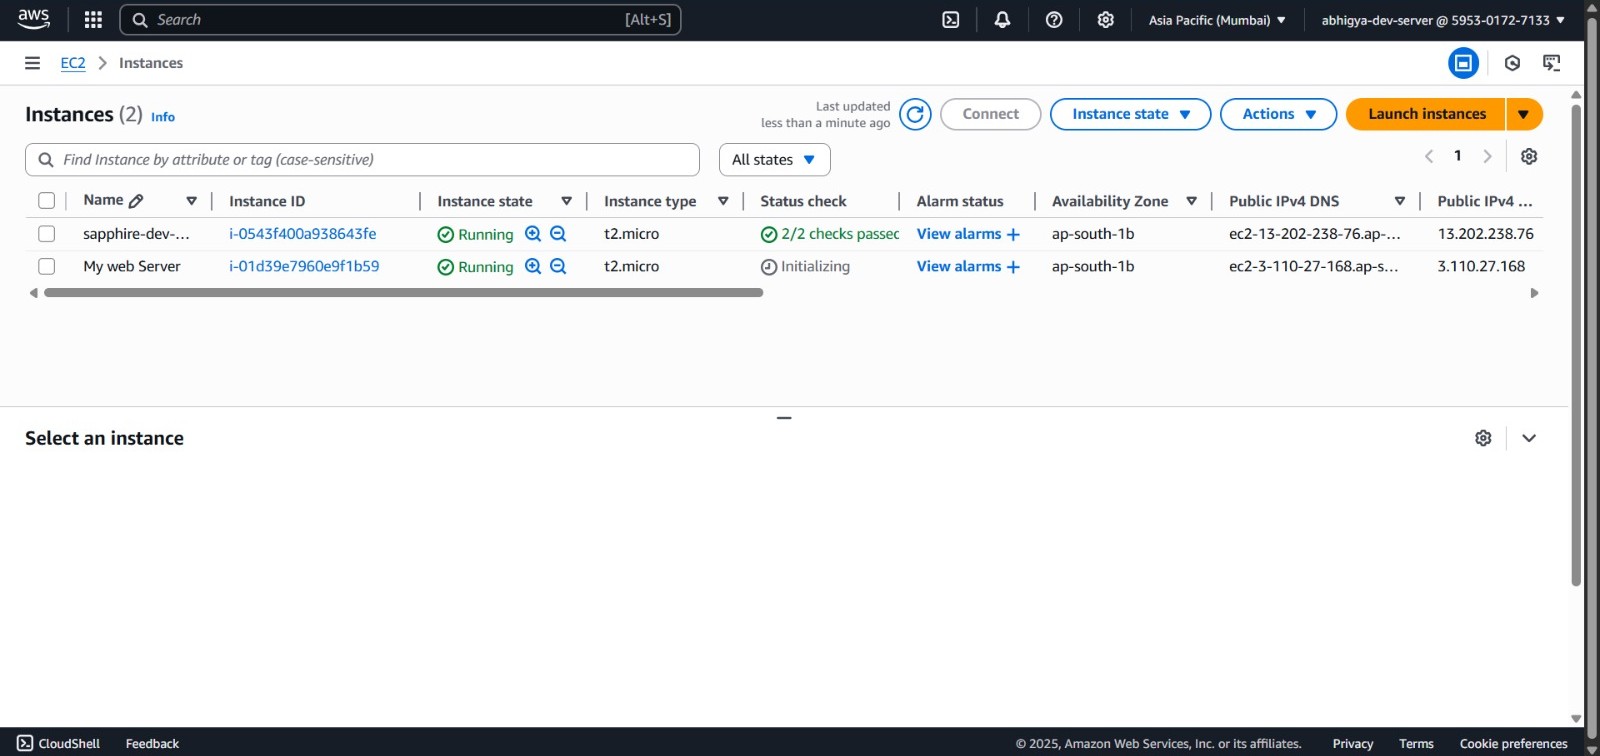 aws Search [Alt+S] Asia Pacific (Mumbai) abhigya-dev-server @ 5953-0172-7133
EC2 Instances
Instances (2) Info Last updated less than a minute ago Connect Instance state Actions Launch instances
Find Instance by attribute or tag (case-sensitive) All states 1
Name Instance ID Instance state Instance type Status check Alarm status Availability Zone Public IPv4 DNS Public IPv4 ...
sapphire-dev-... i-0543f400a938643fe Running t2.micro 2/2 checks passec View alarms + ap-south-1b ec2-13-202-238-76.ap-... 13.202.238.76
My web Server i-01d39e7960e9f1b59 Running t2.micro Initializing View alarms + ap-south-1b ec2-3-110-27-168.ap-s... 3.110.27.168
Select an instance
CloudShell Feedback © 2025, Amazon Web Services, Inc. or its affiliates. Privacy Terms Cookie preferences